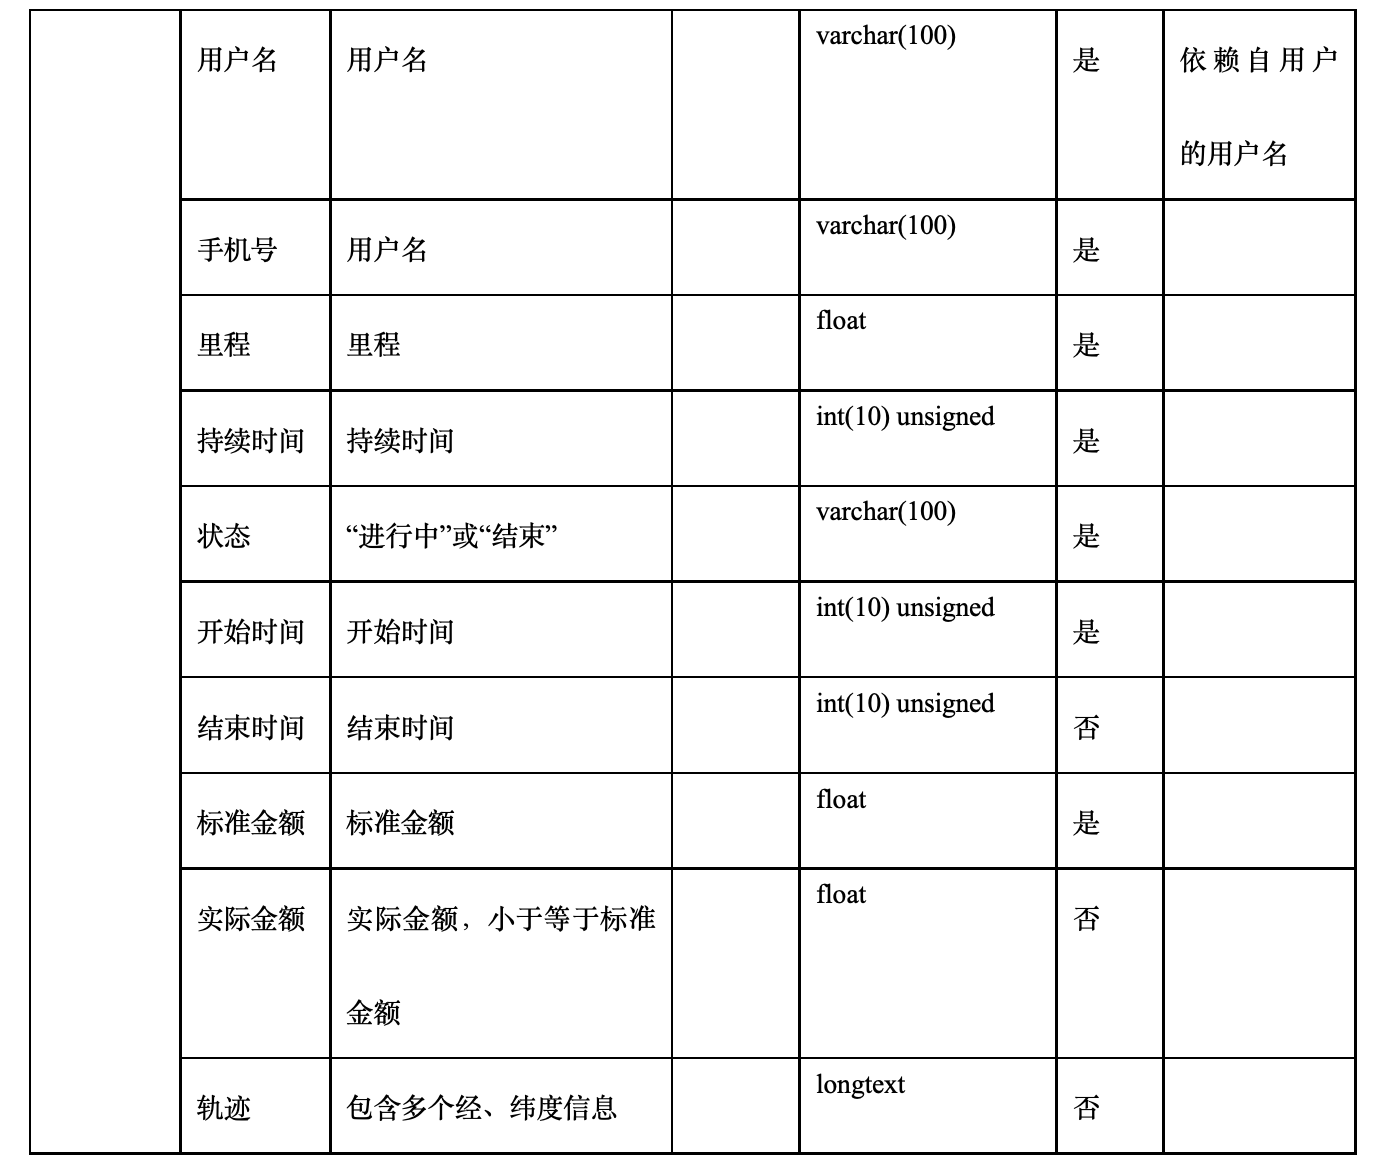 用户名 用户名 varchar(100) 是 依赖自用户
的用户名
手机号 用户名 varchar(100) 是
里程 里程 float 是
持续时间 持续时间 int(10) unsigned 是
状态 “进行中”或“结束” varchar(100) 是
开始时间 开始时间 int(10) unsigned 是
结束时间 结束时间 int(10) unsigned 否
标准金额 标准金额 float 是
实际金额 实际金额，小于等于标准 float 否
金额
轨迹 包含多个经、纬度信息 longtext 否